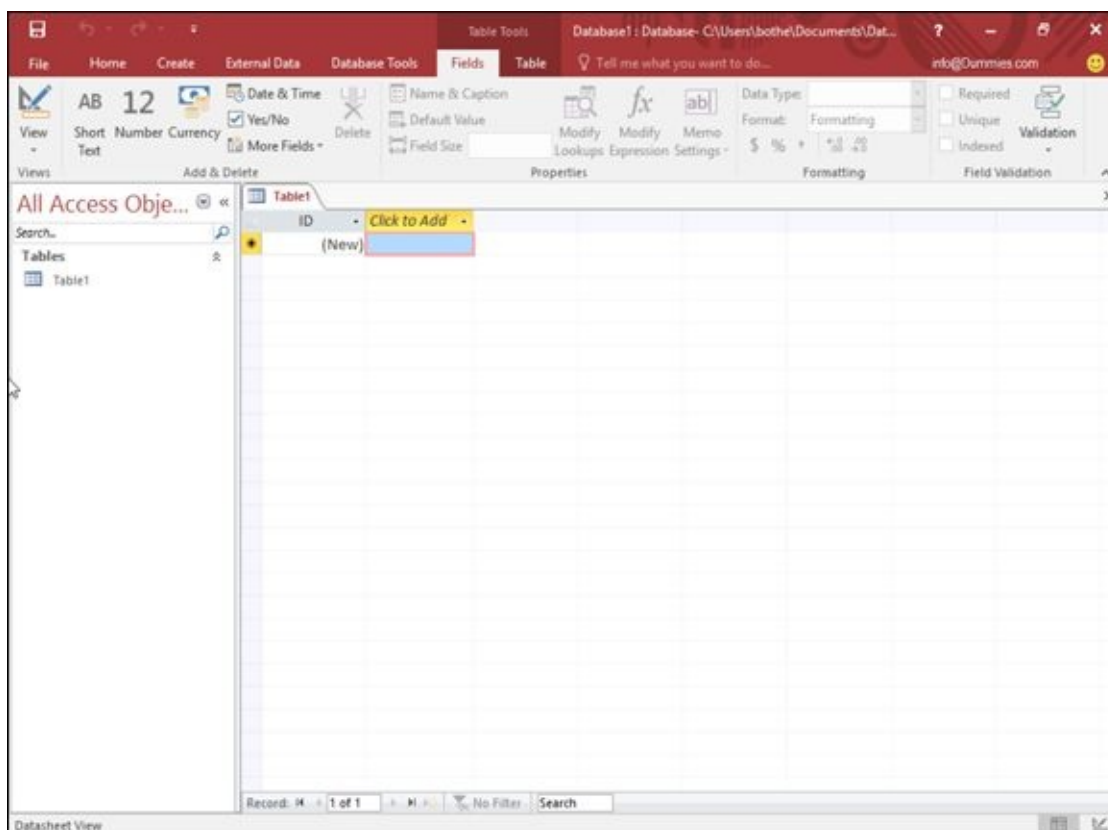 Table Tools Database1 : Database- C:\Users\bothe\Documents\Dat... ?
File Home Create External Data Database Tools Fields Table Tell me what you want to do... info@Dummies.com
View
AB Short Text
12 Number
Currency
Date & Time
Yes/No
More Fields
Delete
Name & Caption
Default Value
Field Size
Modify Lookups
fx Modify Expression
ab Memo Settings
Data Type:
Format: Formatting
$ %
Required
Unique
Indexed
Validation
Views Add & Delete Properties Formatting Field Validation
All Access Obje... «
Search...
Tables
Table1
Table1
ID Click to Add
(New)
Record: 1 of 1 No Filter Search
Datasheet View